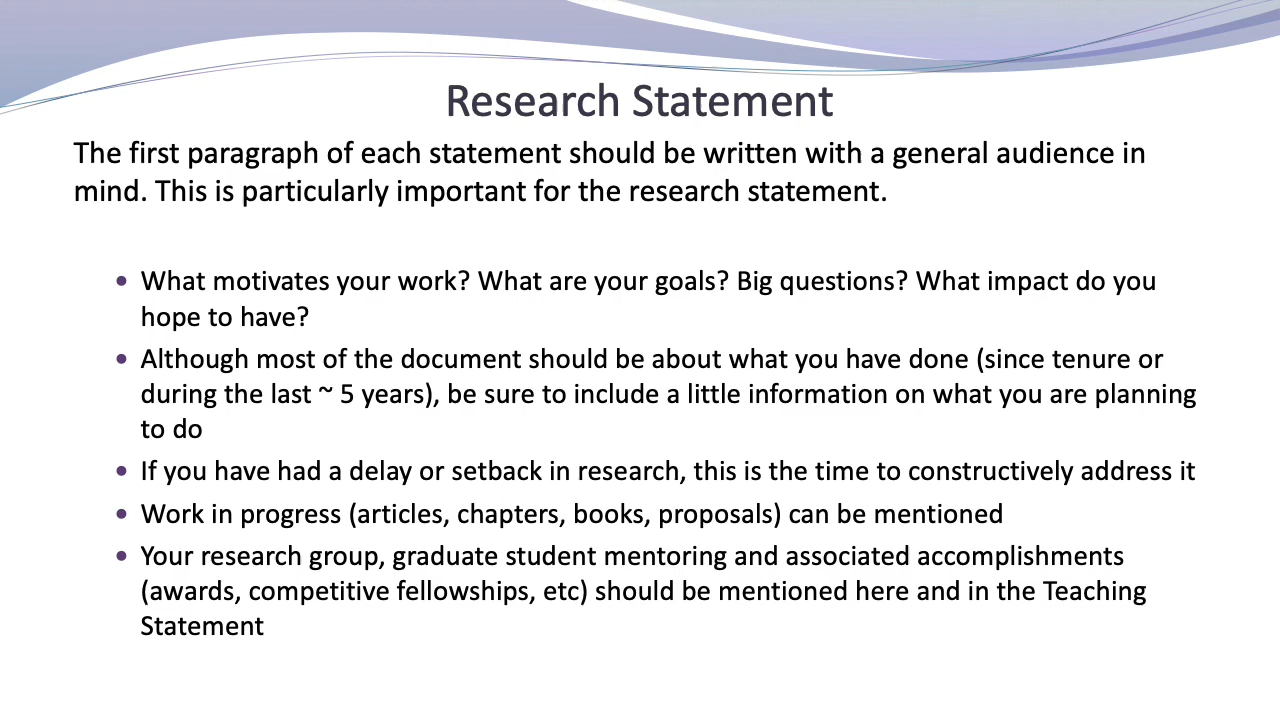 Research Statement
The first paragraph of each statement should be written with a general audience in
mind. This is particularly important for the research statement.
• What motivates your work? What are your goals? Big questions? What impact do you
hope to have?
• Although most of the document should be about what you have done (since tenure or
during the last ~ 5 years), be sure to include a little information on what you are planning
to do
• If you have had a delay or setback in research, this is the time to constructively address it
• Work in progress (articles, chapters, books, proposals) can be mentioned
• Your research group, graduate student mentoring and associated accomplishments
(awards, competitive fellowships, etc) should be mentioned here and in the Teaching
Statement